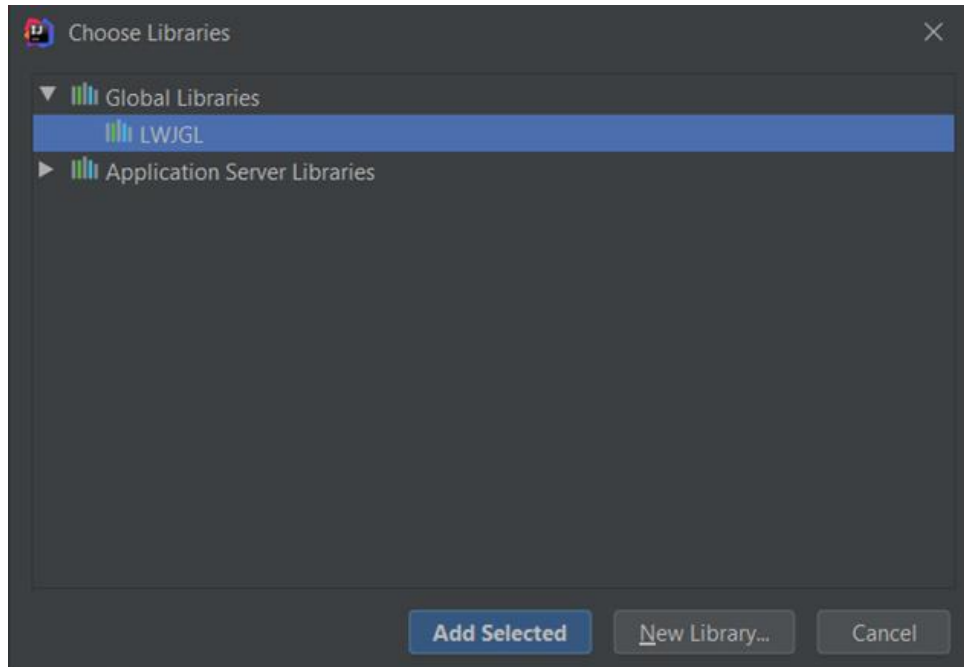 Choose Libraries
Global Libraries
LWJGL
Application Server Libraries
Add Selected
New Library...
Cancel